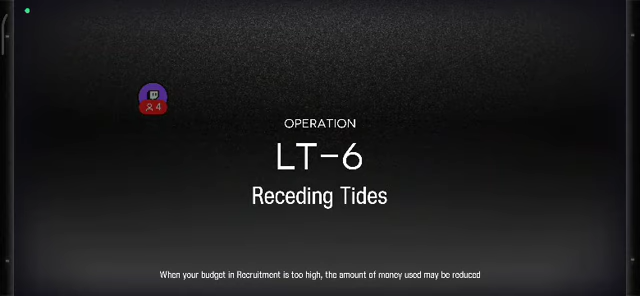 4
OPERATION
LT-6
Receding Tides
When your budget in Recruitment is too high, the amount of money used may be reduced